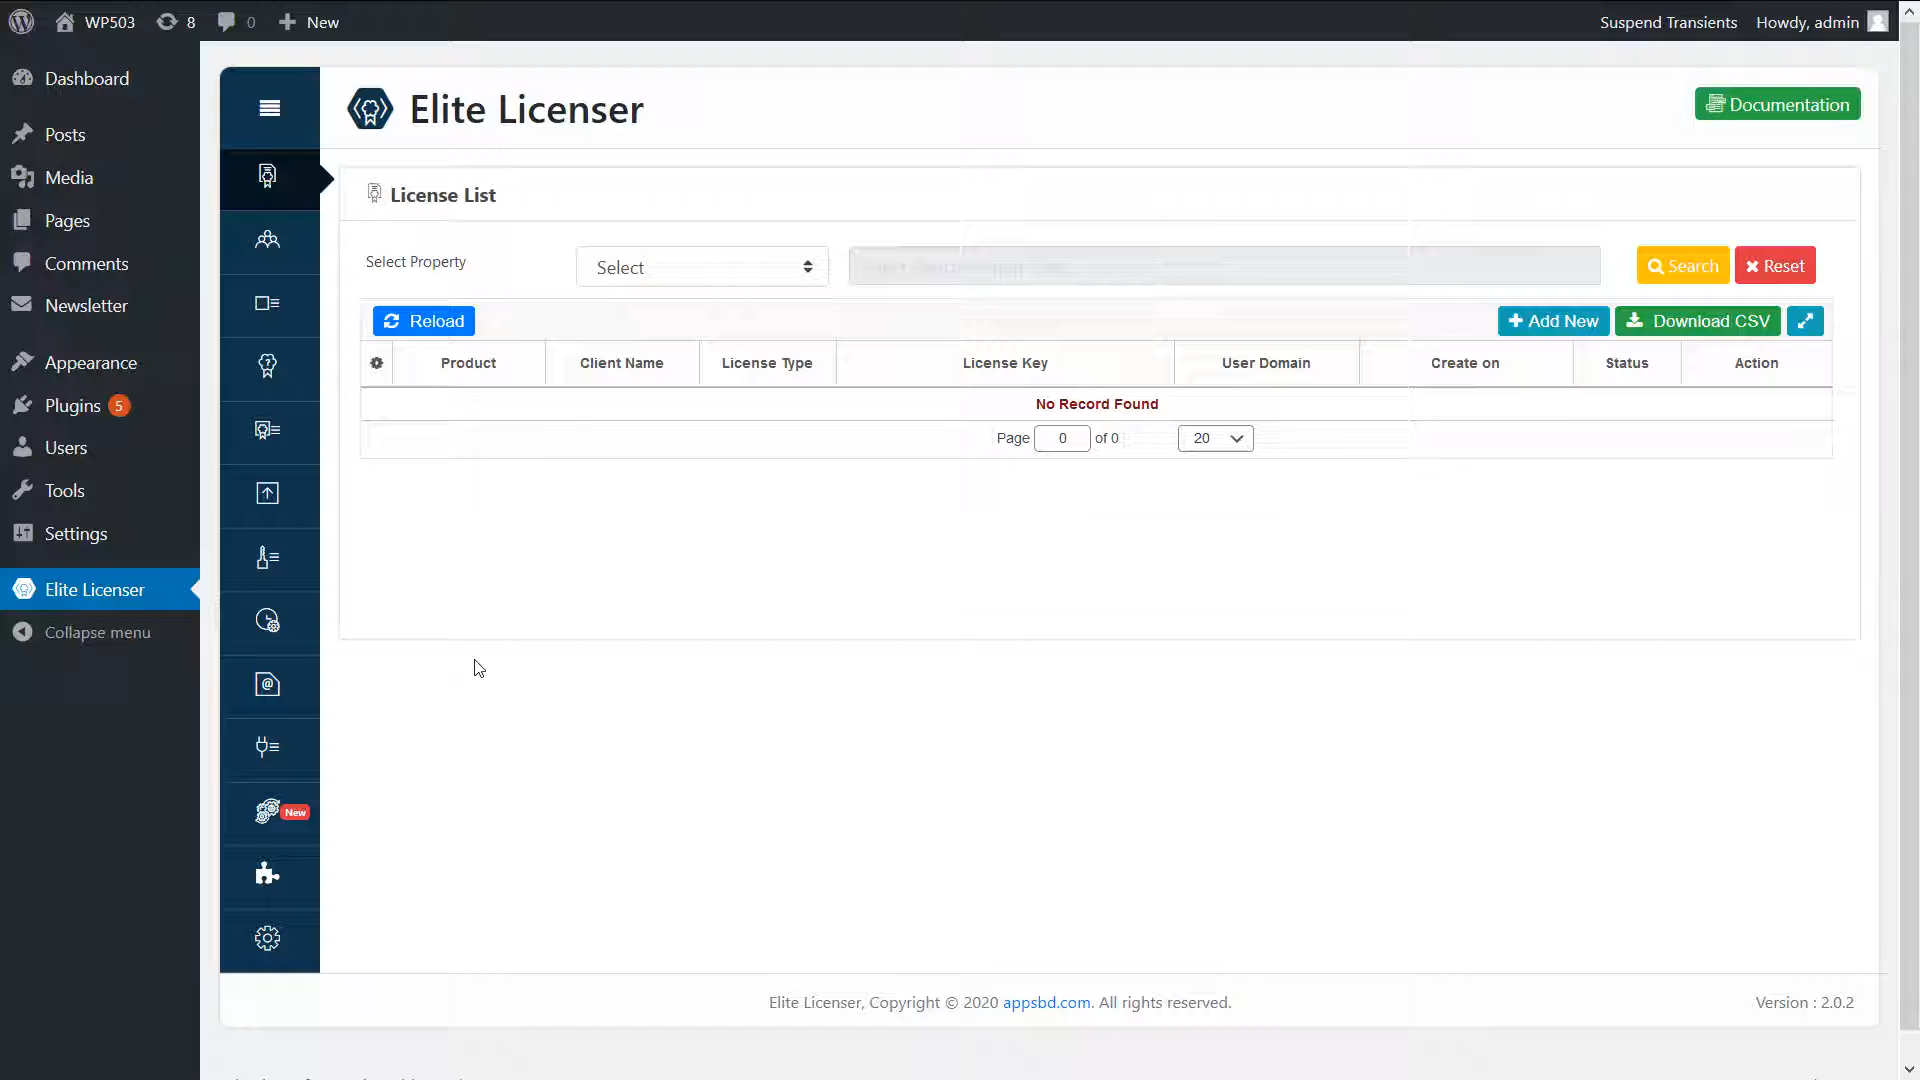 WP503
8
0
New
Suspend Transients
Howdy, admin
Dashboard
Posts
Media
Pages
Comments
Newsletter
Appearance
Plugins 5
Users
Tools
Settings
Elite Licenser
Collapse menu
New
Elite Licenser
Documentation
License List
Select Property
Select
Search
Reset
Reload
Add New
Download CSV
Product
Client Name
License Type
License Key
User Domain
Create on
Status
Action
No Record Found
Page 0 of 0
20
Elite Licenser, Copyright © 2020 appsbd.com. All rights reserved.
Version : 2.0.2